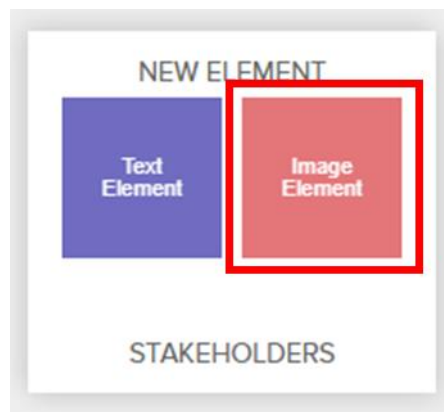 NEW ELEMENT
Text
Element
Image
Element
STAKEHOLDERS